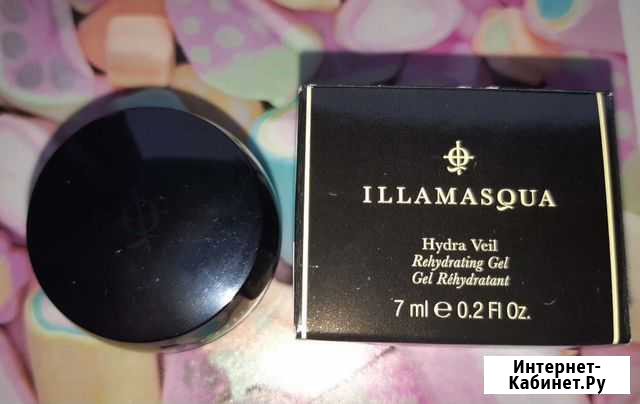 ILLAMASQUA
Hydra Veil
Rehydrating Gel
Gel Réhydratant
7 ml e 0.2 Fl Oz.
Интернет-
Кабинет.Ру